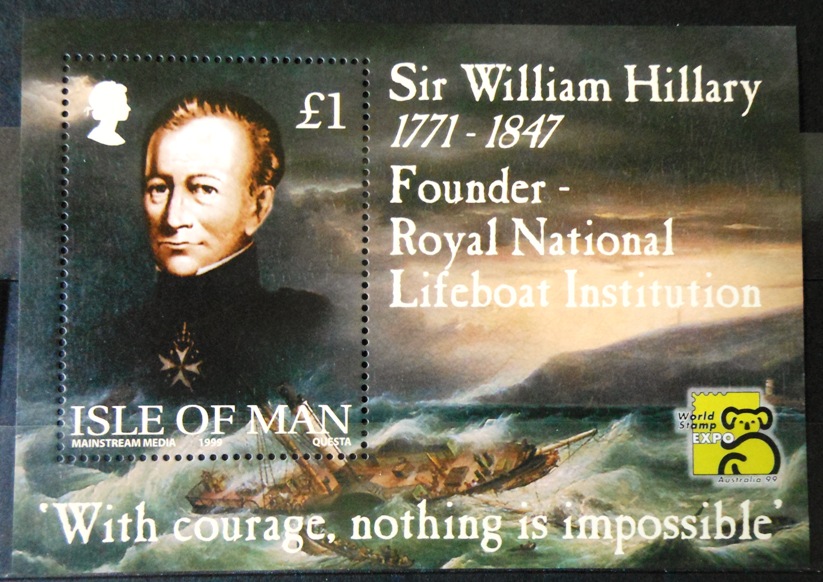 £1
ISLE OF MAN
MAINSTREAM MEDIA 1999 QUESTA
Sir William Hillary
1771 - 1847
Founder -
Royal National
Lifeboat Institution
World
Stamp
EXPO
Australia 99
'With courage, nothing is impossible'